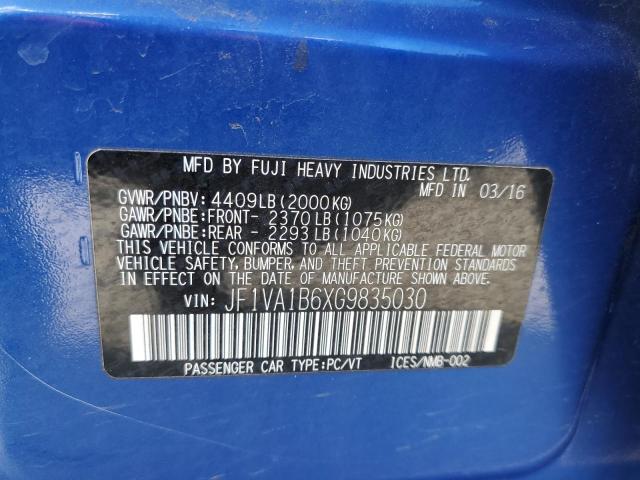 MFD BY FUJI HEAVY INDUSTRIES LTD.
MFD IN 03/16
GVWR/PNBV: 4409LB(2000KG)
GAWR/PNBE:FRONT- 2370LB(1075KG)
GAWR/PNBE:REAR - 2293LB(1040KG)
THIS VEHICLE CONFORMS TO ALL APPLICABLE FEDERAL MOTOR
VEHICLE SAFETY, BUMPER, AND THEFT PREVENTION STANDARDS
IN EFFECT ON THE DATE OF MANUFACTURE SHOWN ABOVE.
VIN: JF1VA1B6XG9835030
PASSENGER CAR TYPE:PC/VT ICES/NMB-002